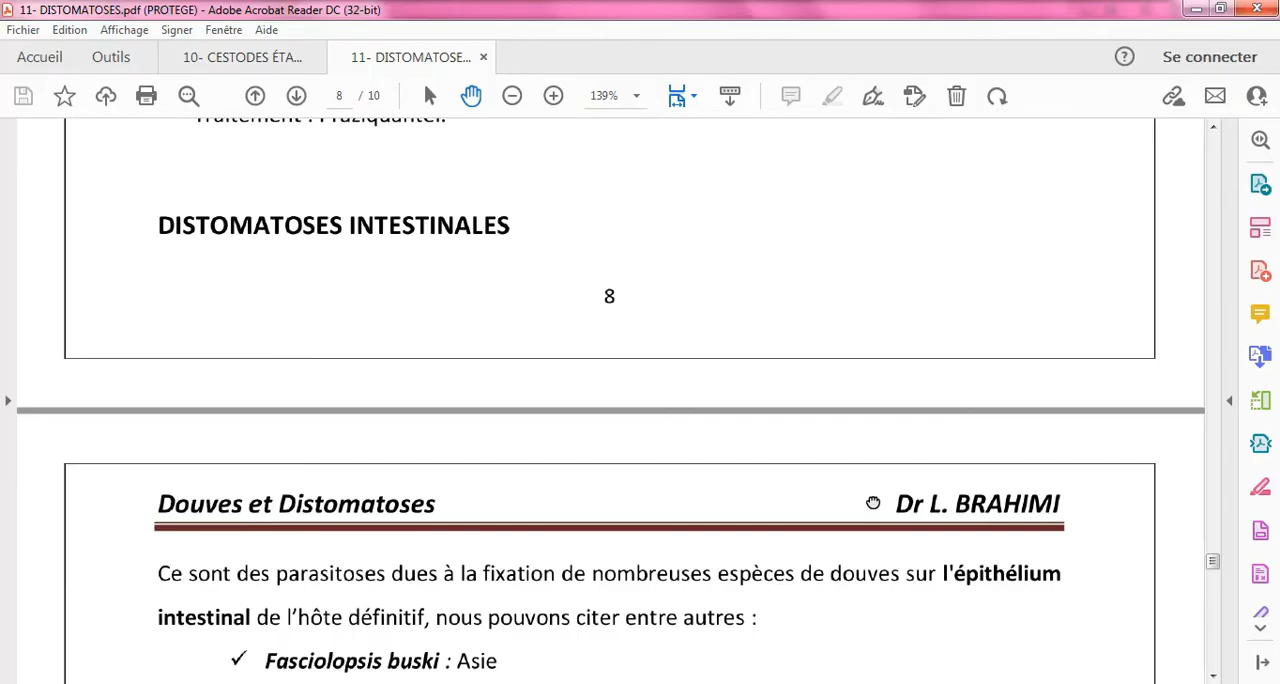 11- DISTOMATOSES.pdf (PROTEGE) - Adobe Acrobat Reader DC (32-bit)
Fichier Edition Affichage Signer Fenêtre Aide
Accueil Outils 10- CESTODES ÉTA... 11- DISTOMATOSE... × Se connecter
8 / 10 139%
Traitement : Praziquantel.
DISTOMATOSES INTESTINALES
8
Douves et Distomatoses Dr L. BRAHIMI
Ce sont des parasitoses dues à la fixation de nombreuses espèces de douves sur l'épithélium
intestinal de l’hôte définitif, nous pouvons citer entre autres :
✓ Fasciolopsis buski : Asie